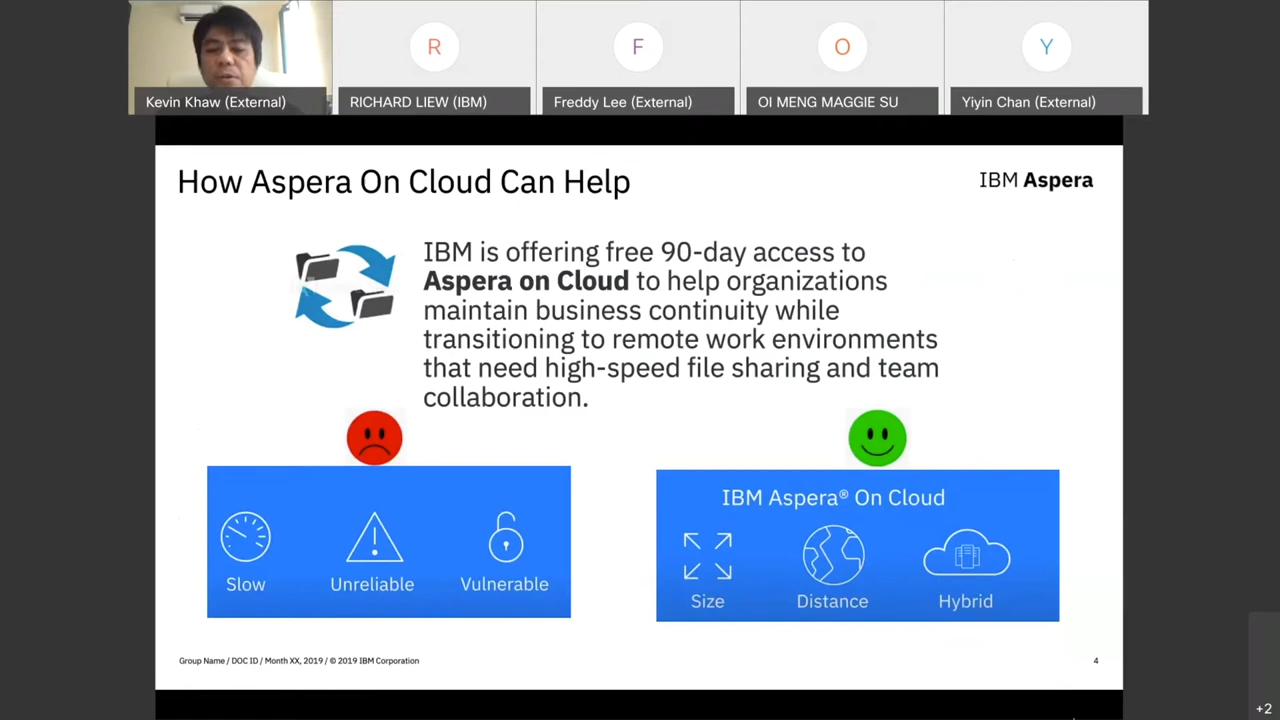 R
F
O
Y
Kevin Khaw (External)
RICHARD LIEW (IBM)
Freddy Lee (External)
OI MENG MAGGIE SU
Yiyin Chan (External)
How Aspera On Cloud Can Help
IBM Aspera
IBM is offering free 90-day access to
Aspera on Cloud to help organizations
maintain business continuity while
transitioning to remote work environments
that need high-speed file sharing and team
collaboration.
Slow
Unreliable
Vulnerable
IBM Aspera® On Cloud
Size
Distance
Hybrid
Group Name / DOC ID / Month XX, 2019 / © 2019 IBM Corporation
4
+2